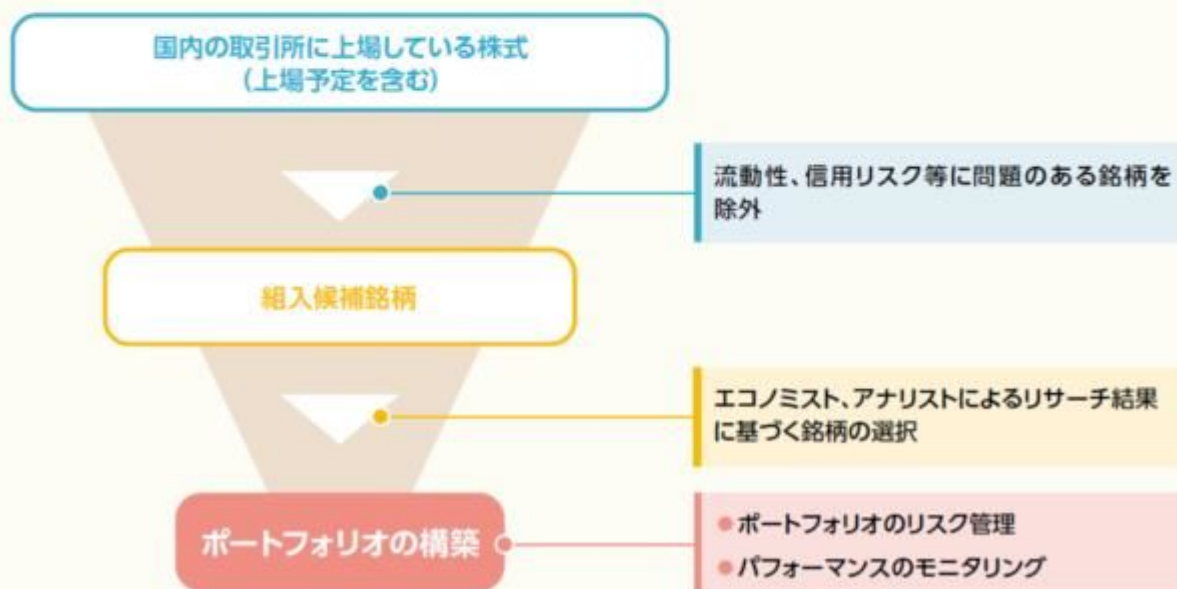 国内の取引所に上場している株式
(上場予定を含む)
流動性、信用リスク等に問題のある銘柄を
除外
組入候補銘柄
エコノミスト、アナリストによるリサーチ結果
に基づく銘柄の選択
ポートフォリオの構築
●ポートフォリオのリスク管理
●パフォーマンスのモニタリング